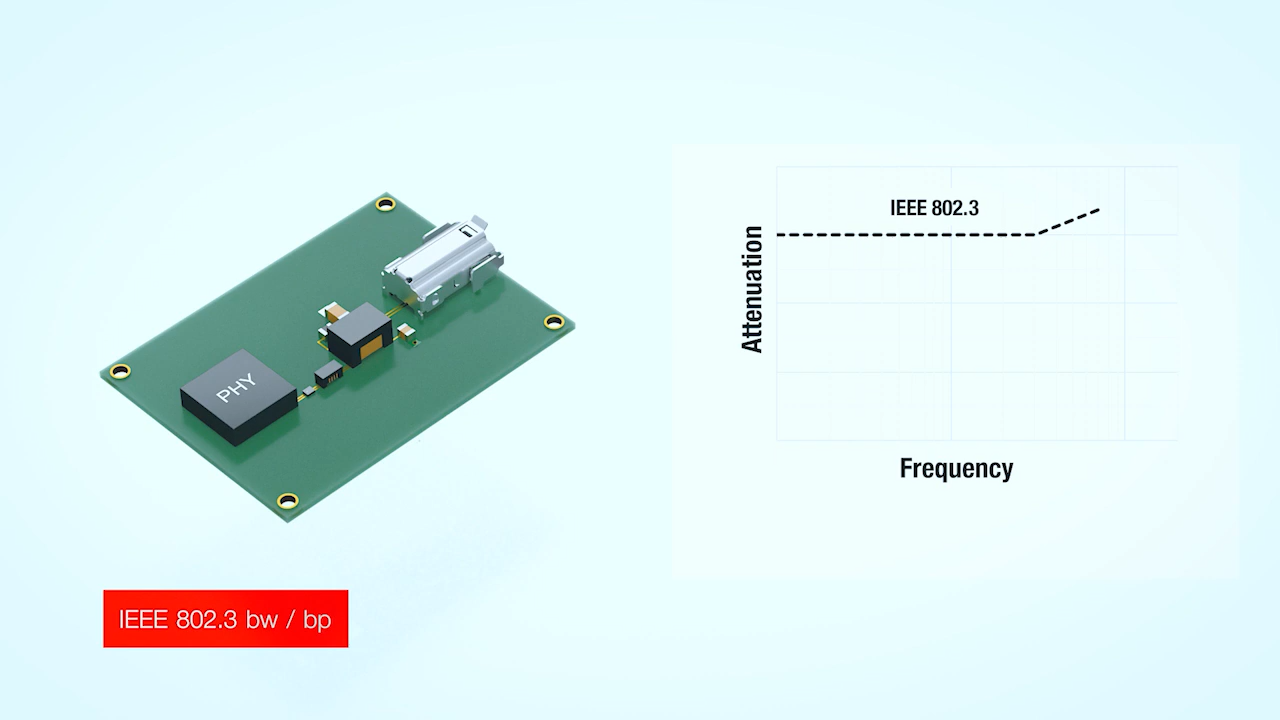 PHY
IEEE 802.3 bw / bp
IEEE 802.3
Attenuation
Frequency